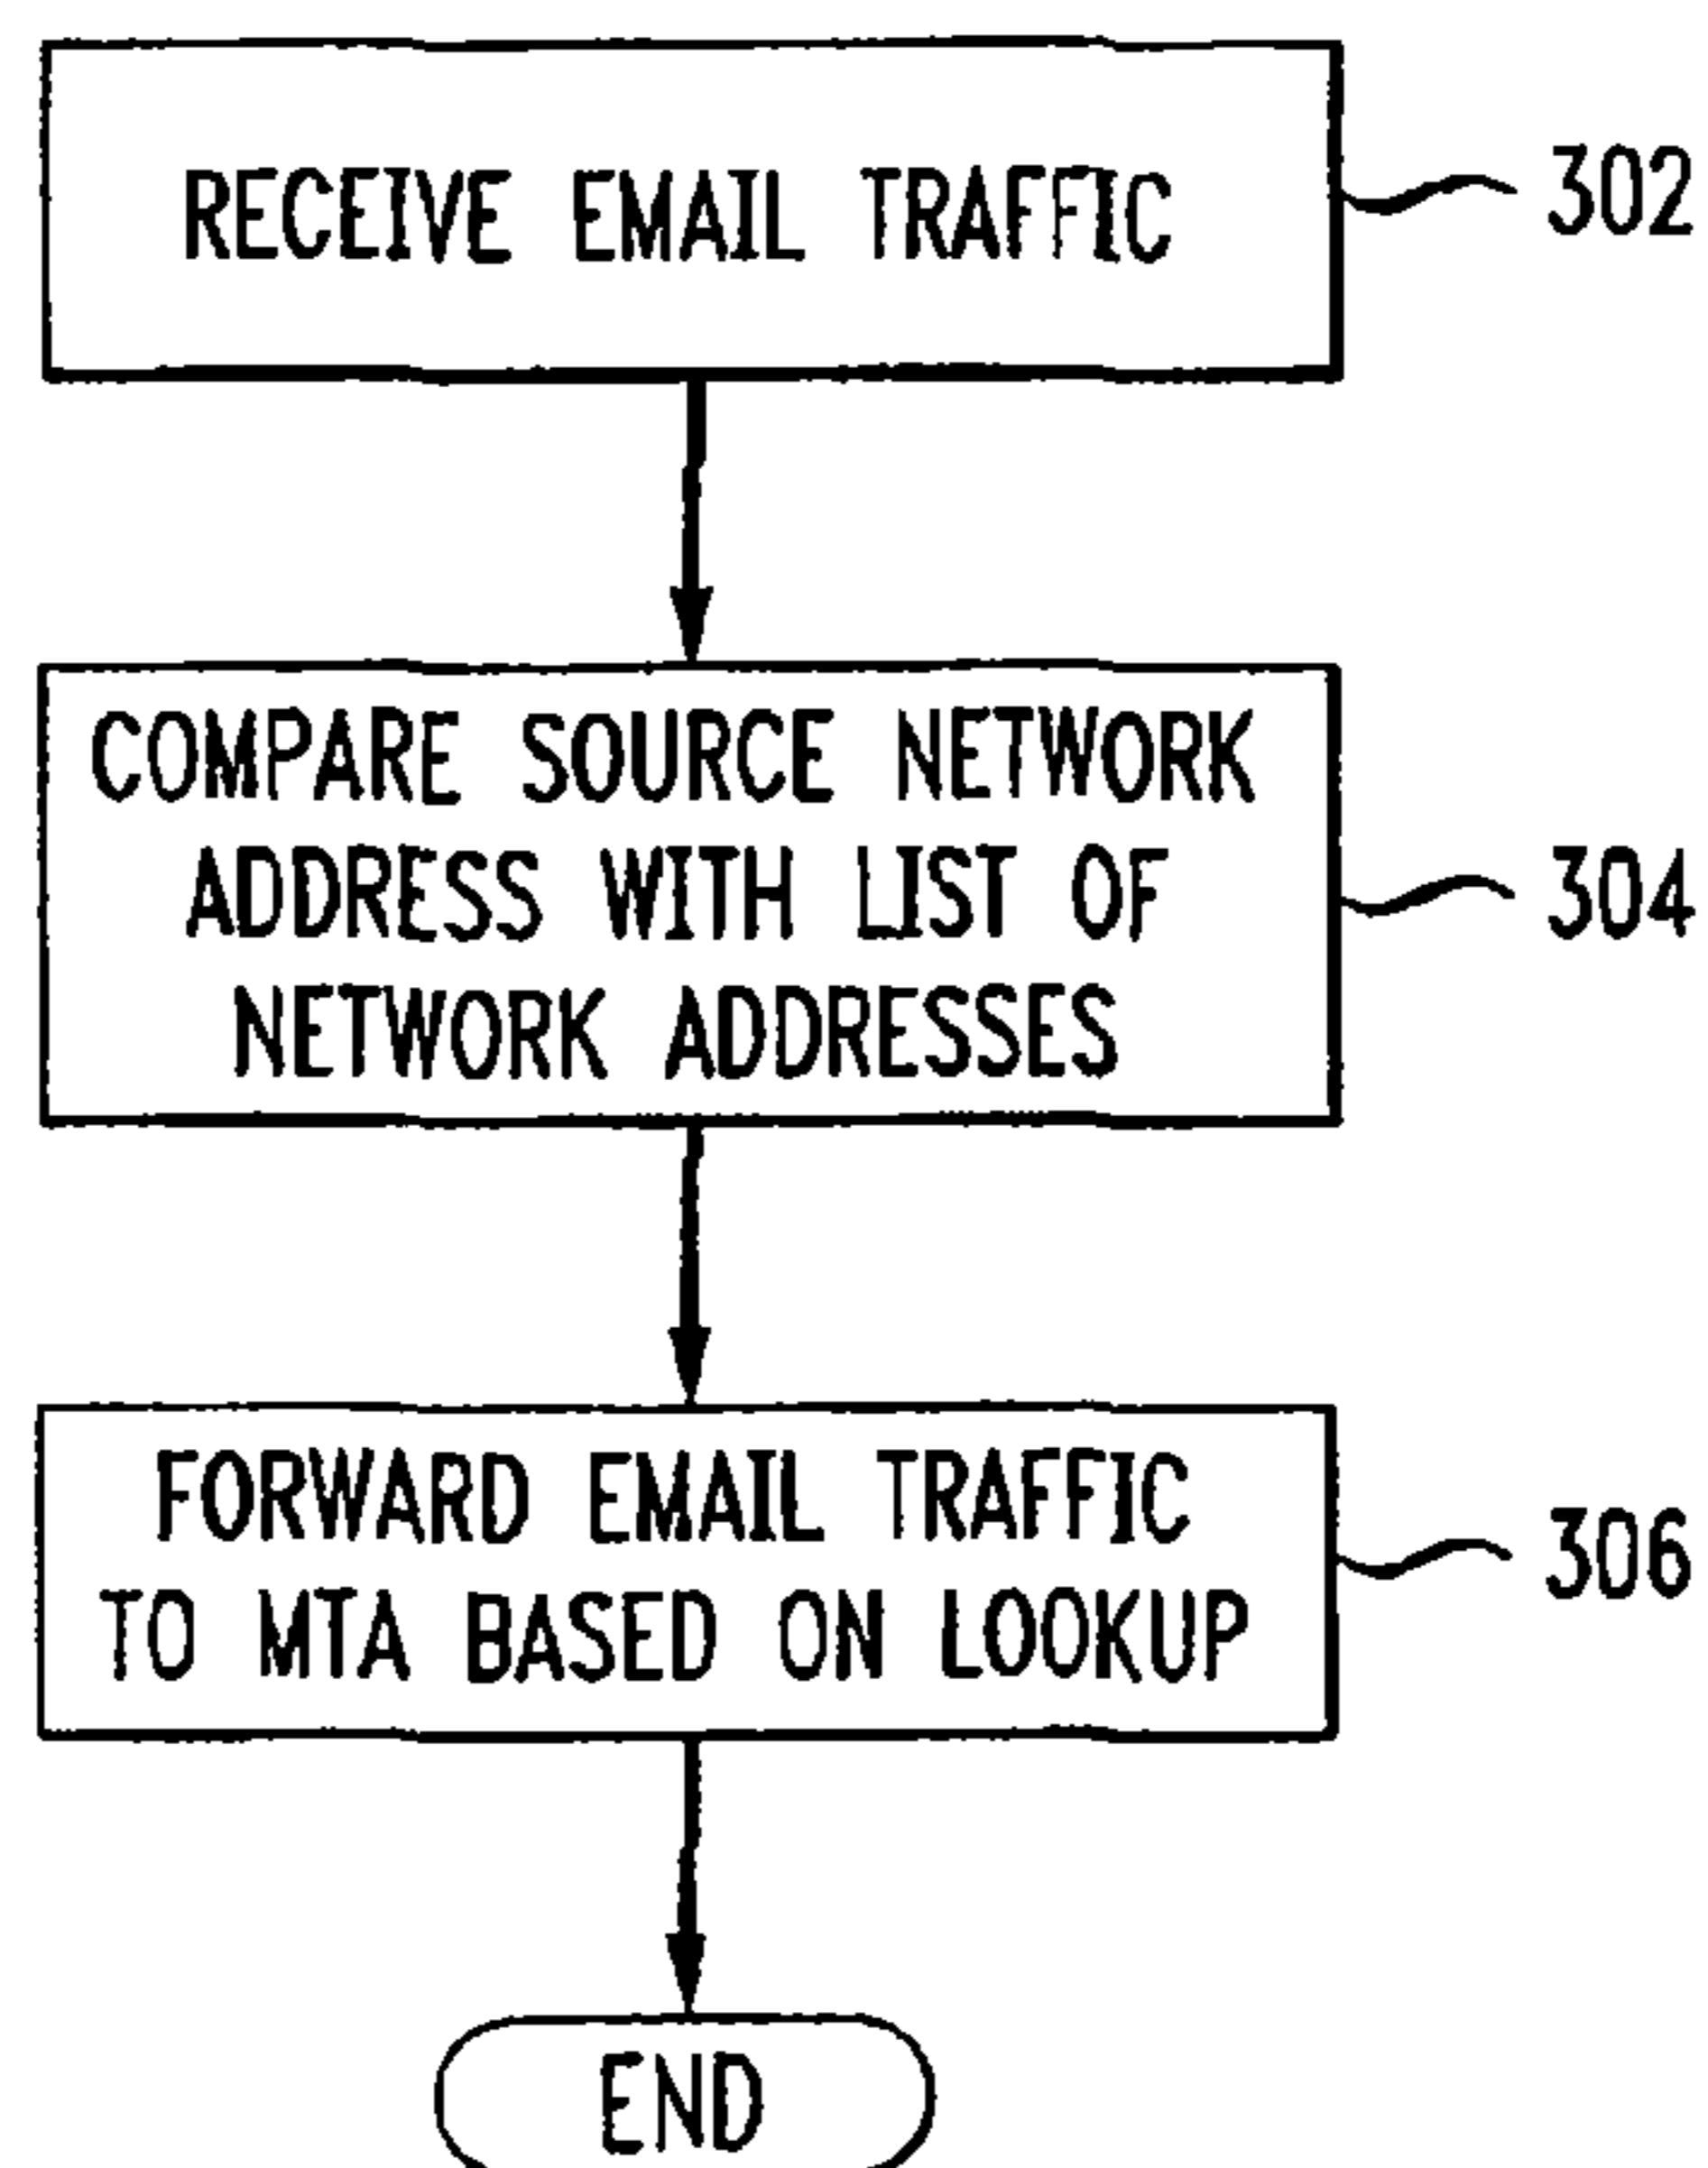 RECEIVE EMAIL TRAFFIC
302
COMPARE SOURCE NETWORK
ADDRESS WITH LIST OF
NETWORK ADDRESSES
304
FORWARD EMAIL TRAFFIC
TO MTA BASED ON LOOKUP
306
END